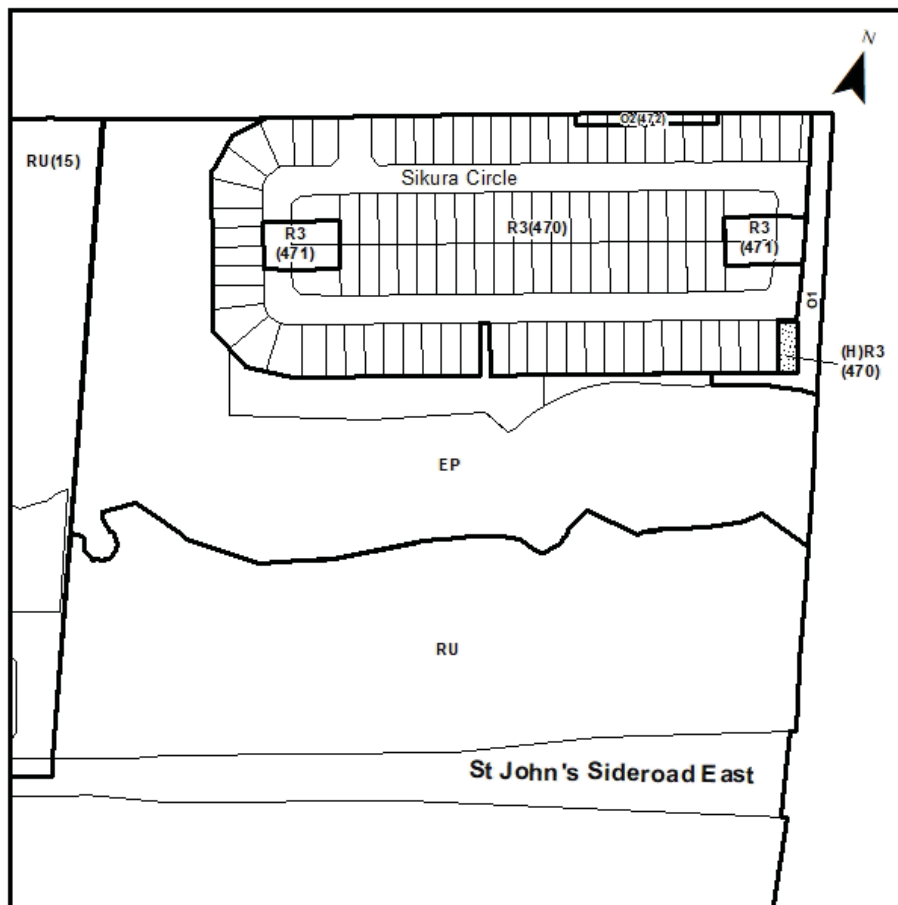 N
O2(472)
RU(15)
Sikura Circle
R3(470)
R3
(471)
R3
(471)
O1
(H)R3
(470)
EP
RU
St John's Sideroad East